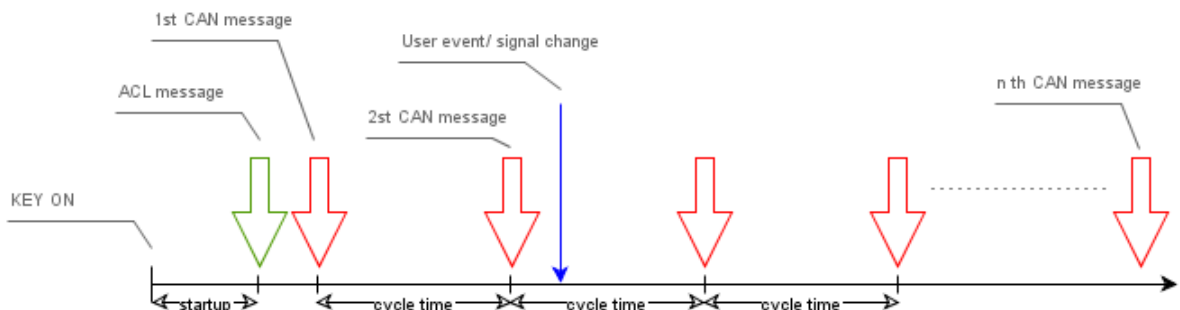 1st CAN message
User event/ signal change
n th CAN message
ACL message
2st CAN message
KEY ON
startup
cycle time
cycle time
cycle time